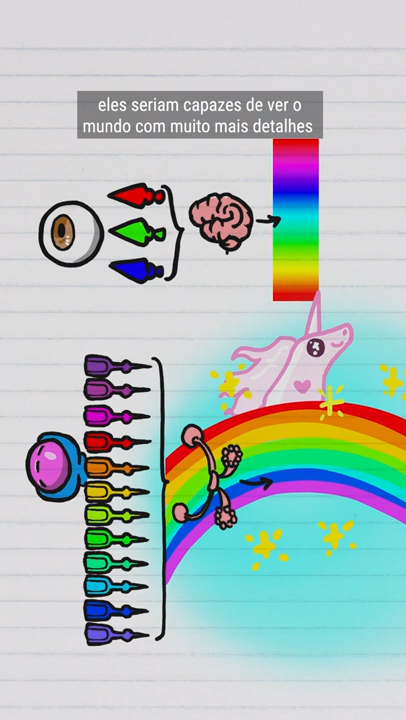 eles seriam capazes de ver o
mundo com muito mais detalhes